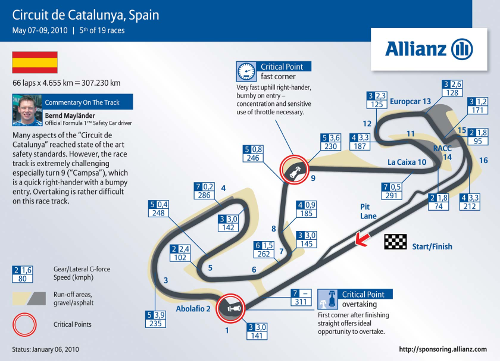 Circuit de Catalunya, Spain
May 07-09, 2010 | 5th of 19 races
Allianz
66 laps x 4.655 km = 307.230 km
Commentary On The Track
Bernd Mayländer
Official Formula 1™ Safety Car driver
Many aspects of the "Circuit de
Catalunya" reached state of the art
safety standards. However, the race
track is extremely challenging
especially turn 9 ("Campsa"), which
is a quick right-hander with a bumpy
entry. Overtaking is rather difficult
on this race track.
Critical Point
fast corner
Very fast uphill right-hander,
bumby on entry –
concentration and sensitive
use of throttle necessary.
5 0,8
246
5 3,6
230
4 3,3
187
3 2,3
125
Europcar 13
3 2,6
128
3 1,2
171
12
11
15
2 1,8
95
RACC
14
16
La Caixa 10
9
7 0,5
291
2 1,8
74
4 3,3
212
7 0,2
286
4
5 0,4
248
3 3,0
142
4 0,9
185
Pit
Lane
8
3 3,0
145
Start/Finish
2 2,4
102
6 1,5
262
7
5
6
3
2 1,6
80
Gear/Lateral G-force
Speed (kmph)
Run-off areas,
gravel/asphalt
Critical Points
Abolafio 2
5 3,9
235
1
3 3,0
141
7 –
311
Critical Point
overtaking
First corner after finishing
straight offers ideal
opportunity to overtake.
Status: January 06, 2010
http://sponsoring.allianz.com